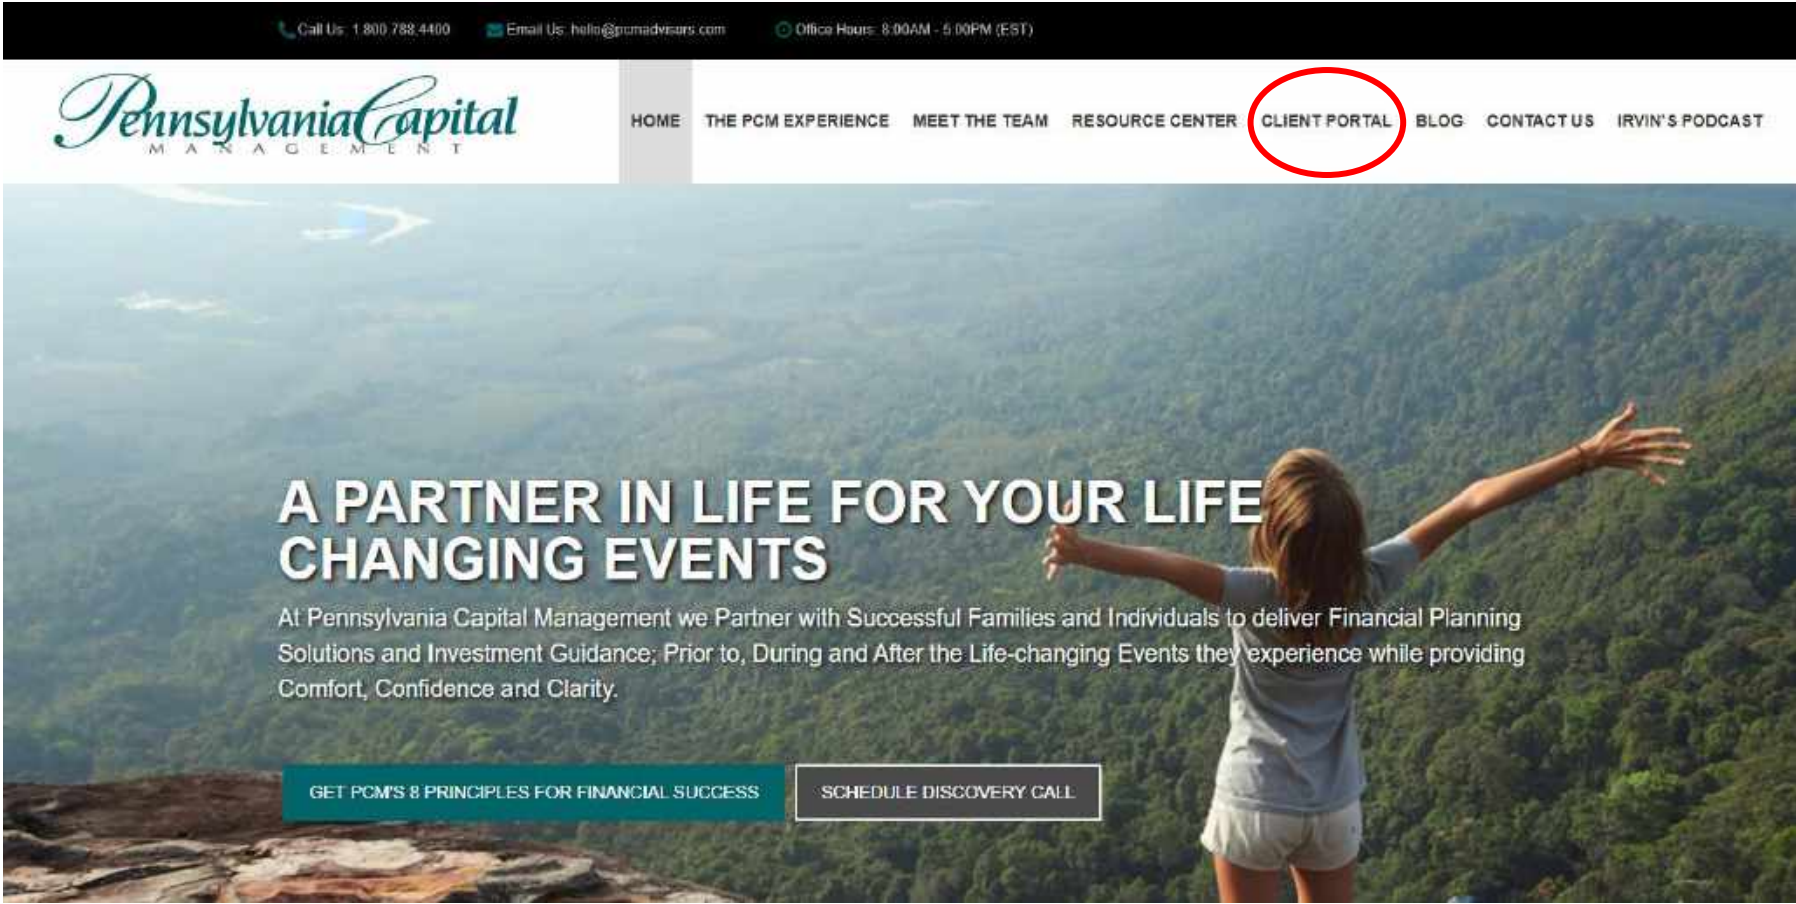 Call Us: 1.800.788.4400
Email Us: hello@pcmadvisors.com
Office Hours: 8:00AM - 5:00PM (EST)
Pennsylvania Capital
MANAGEMENT
HOME
THE PCM EXPERIENCE
MEET THE TEAM
RESOURCE CENTER
CLIENT PORTAL
BLOG
CONTACT US
IRVIN'S PODCAST
A PARTNER IN LIFE FOR YOUR LIFE
CHANGING EVENTS
At Pennsylvania Capital Management we Partner with Successful Families and Individuals to deliver Financial Planning
Solutions and Investment Guidance; Prior to, During and After the Life-changing Events they experience while providing
Comfort, Confidence and Clarity.
GET PCM'S 8 PRINCIPLES FOR FINANCIAL SUCCESS
SCHEDULE DISCOVERY CALL